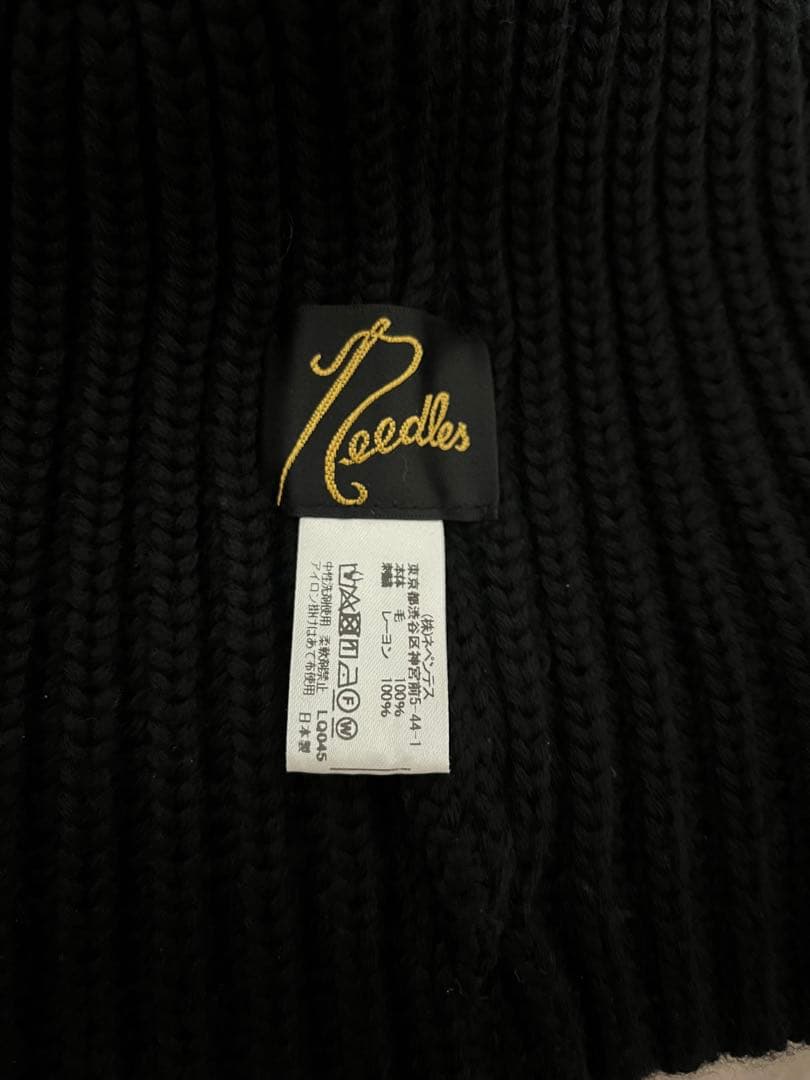 Needles
(株)ネペンテス
東京都渋谷区神宮前5-44-1
本体 毛 100%
刺繍 レーヨン 100%
F W
中性洗剤使用 柔軟剤禁止 LQ045
アイロン掛けはあて布使用 日本製